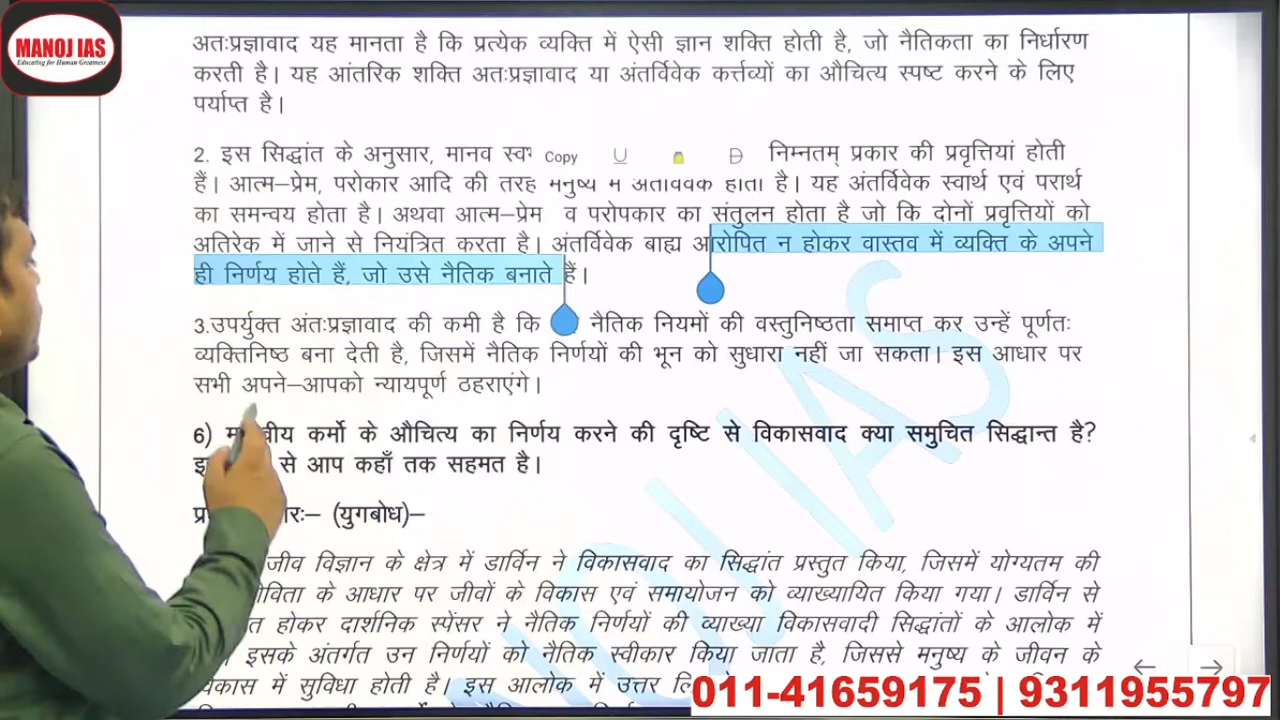 MANOJ IAS
Educating for Human Greatness
अतःप्रज्ञावाद यह मानता है कि प्रत्येक व्यक्ति में ऐसी ज्ञान शक्ति होती है, जो नैतिकता का निर्धारण
करती है। यह आंतरिक शक्ति अतःप्रज्ञावाद या अंतर्विवेक कर्त्तव्यों का औचित्य स्पष्ट करने के लिए
पर्याप्त है।
2. इस सिद्धांत के अनुसार, मानव Copy U D निम्नतम् प्रकार की प्रवृत्तियां होती
हैं। आत्म–प्रेम, परोकार आदि की तरह मनुष्य में अंतर्विवेक होता है। यह अंतर्विवेक स्वार्थ एवं परार्थ
का समन्वय होता है। अथवा आत्म–प्रेम व परोपकार का संतुलन होता है जो कि दोनों प्रवृत्तियों को
अतिरेक में जाने से नियंत्रित करता है। अंतर्विवेक बाह्य आरोपित न होकर वास्तव में व्यक्ति के अपने
ही निर्णय होते हैं, जो उसे नैतिक बनाते हैं।
3.उपर्युक्त अंतःप्रज्ञावाद की कमी है कि नैतिक नियमों की वस्तुनिष्ठता समाप्त कर उन्हें पूर्णतः
व्यक्तिनिष्ठ बना देती है, जिसमें नैतिक निर्णयों की भून को सुधारा नहीं जा सकता। इस आधार पर
सभी अपने–आपको न्यायपूर्ण ठहराएंगे।
6) कर्मो के औचित्य का निर्णय करने की दृष्टि से विकासवाद क्या समुचित सिद्धान्त है?
से आप कहाँ तक सहमत है।
(युगबोध)–
जीव विज्ञान के क्षेत्र में डार्विन ने विकासवाद का सिद्धांत प्रस्तुत किया, जिसमें योग्यतम की
के आधार पर जीवों के विकास एवं समायोजन को व्याख्यायित किया गया। डार्विन से
होकर दार्शनिक स्पेंसर ने नैतिक निर्णयों की व्याख्या विकासवादी सिद्धांतों के आलोक में
इसके अंतर्गत उन निर्णयों को नैतिक स्वीकार किया जाता है, जिससे मनुष्य के जीवन के
विकास में सुविधा होती है। इस आलोक में उत्तर
011-41659175 | 9311955797